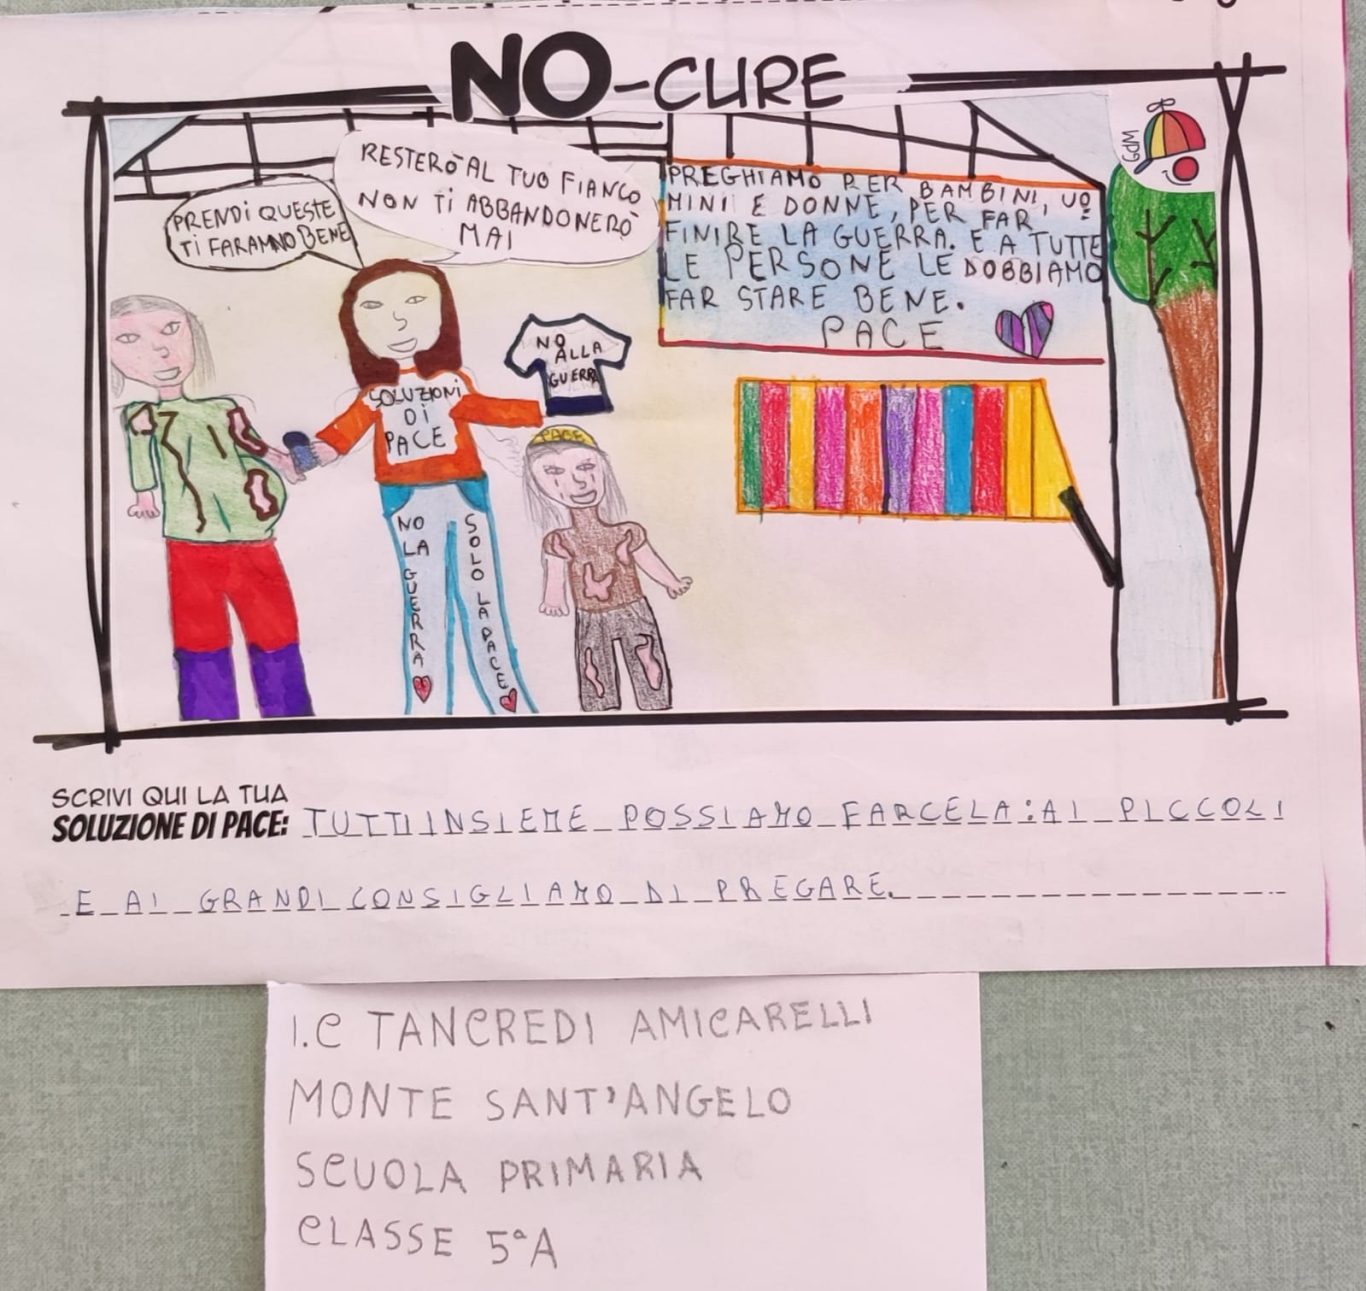 NO-CURE
PRENDI QUESTE
TI FARANNO BENE
RESTERÒ AL TUO FIANCO
NON TI ABBANDONERÒ
MAI
PREGHIAMO PER BAMBINI, UO
MINI E DONNE, PER FAR
FINIRE LA GUERRA. E A TUTTE
LE PERSONE LE DOBBIAMO
FAR STARE BENE.
PACE
GDM
NO
ALLA
GUERRA
SOLUZIONI
DI
PACE
PACE
NO LA GUERRA
SOLO LA PACE
SCRIVI QUI LA TUA
SOLUZIONE DI PACE: TUTTI INSIEME POSSIAMO FARCELA: AI PICCOLI
E AI GRANDI CONSIGLIAMO DI PREGARE.
I.C TANCREDI AMICARELLI
MONTE SANT'ANGELO
SCUOLA PRIMARIA
CLASSE 5°A